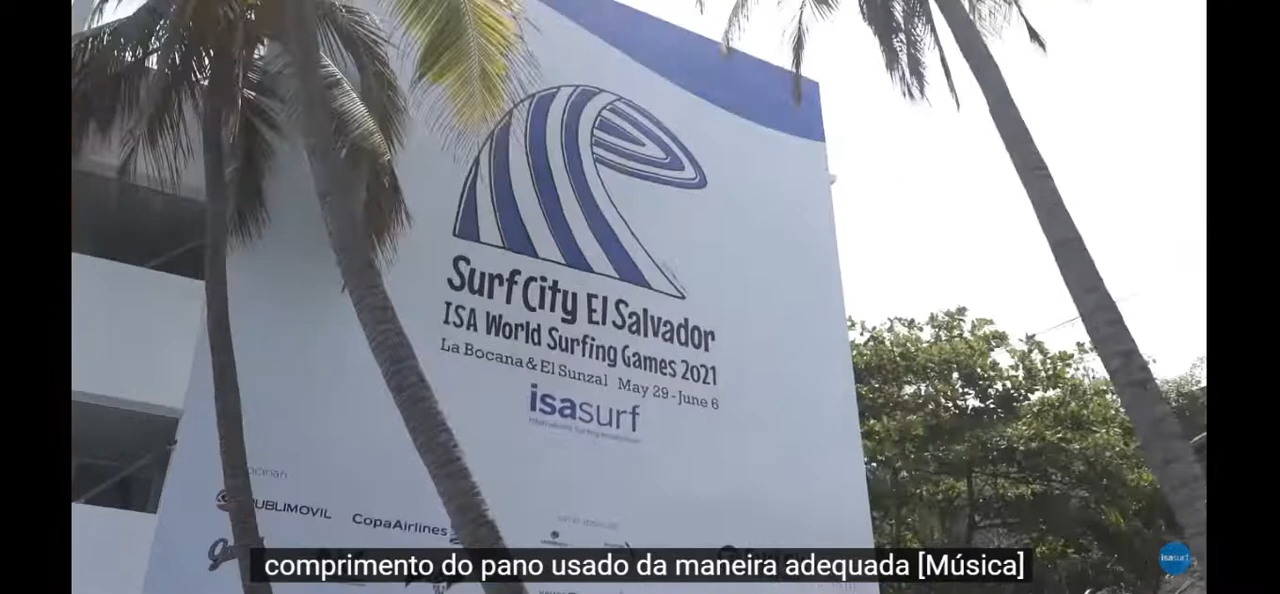 Surf City El Salvador
ISA World Surfing Games 2021
La Bocana & El Sunzal May 29 - June 6
isasurf
CopaAirlines
comprimento do pano usado da maneira adequada [Música]
isasurf